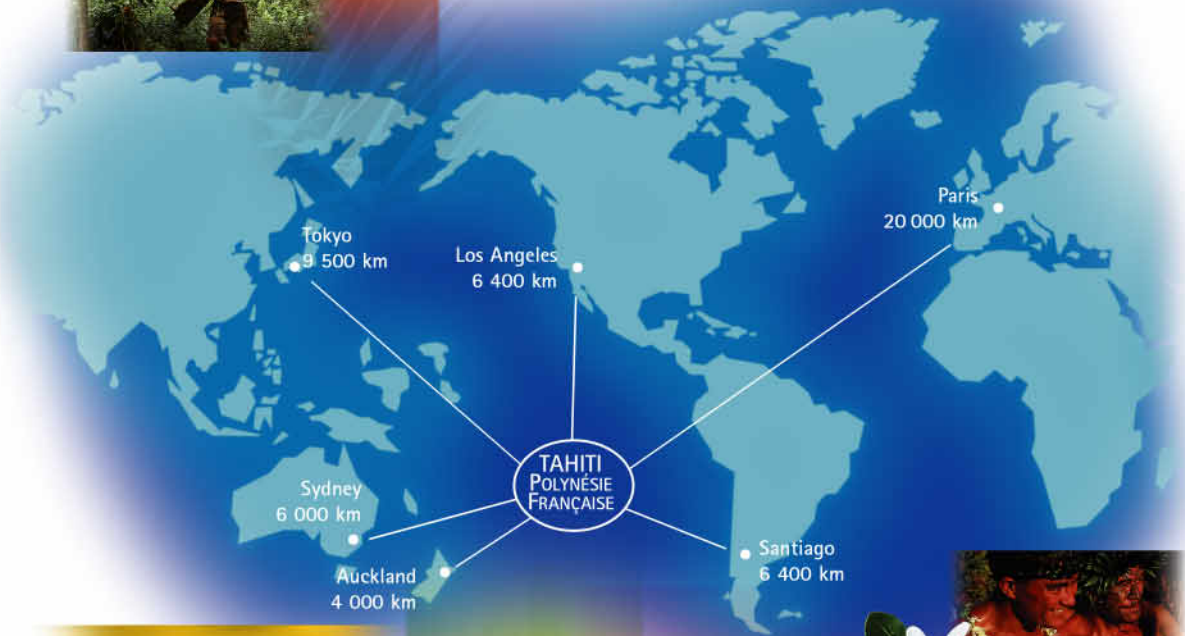 Paris
20 000 km
Tokyo
9 500 km
Los Angeles
6 400 km
TAHITI
POLYNÉSIE
FRANÇAISE
Sydney
6 000 km
Santiago
6 400 km
Auckland
4 000 km